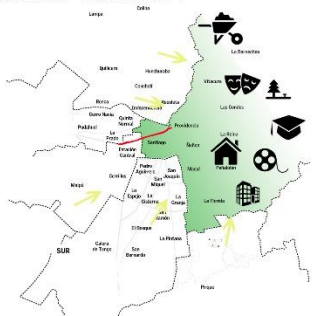 Colina
Lampa
Lo Barnechea
Quilicura
Huechuraba
Vitacura
Conchalí
Renca
Recoleta
Independencia
Las Condes
Cerro Navia
Quinta
Normal
Providencia
Pudahuel
Lo
Prado
La Reina
Santiago
Ñuñoa
Estación
Central
Pedro
Aguirre C
San
Joaquín
Macul
Peñalolén
San
Miguel
Cerrillos
Maipú
La
Espejo
La
Cisterna
La
Granja
La Florida
San
Ramón
El Bosque
SUR
Calera
de Tango
San
Bernardo
La Pintana
Pirque